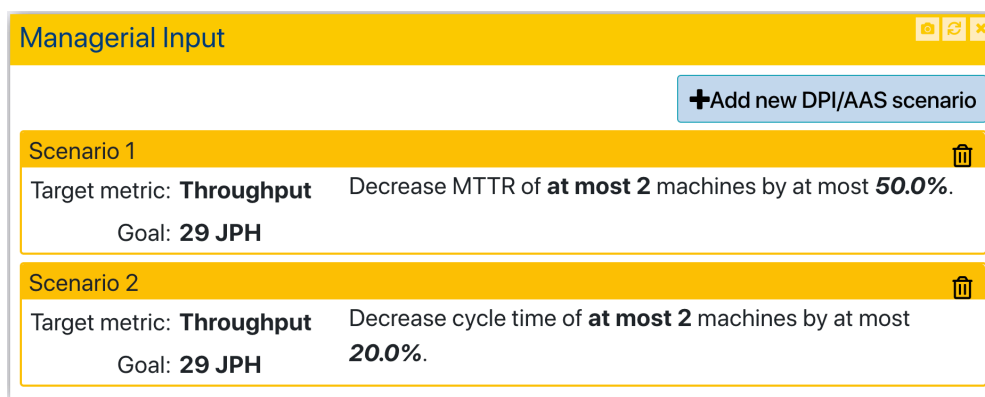 Managerial Input
+Add new DPI/AAS scenario
Scenario 1
Target metric: Throughput
Decrease MTTR of at most 2 machines by at most 50.0%.
Goal: 29 JPH
Scenario 2
Target metric: Throughput
Decrease cycle time of at most 2 machines by at most
20.0%.
Goal: 29 JPH